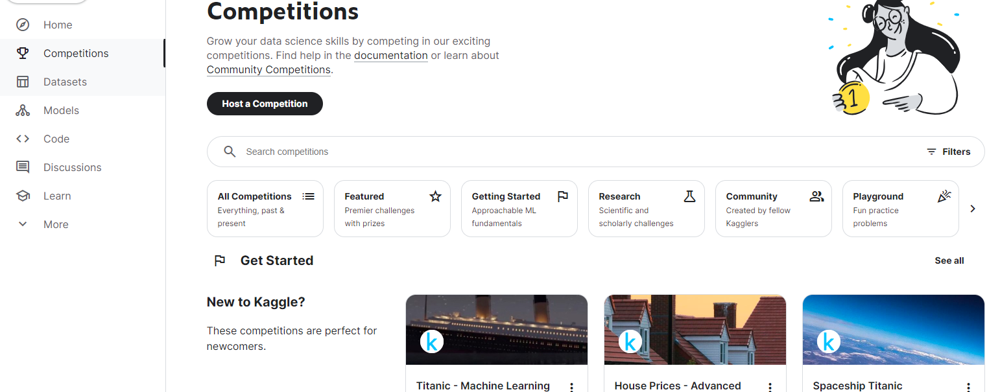 Home
Competitions
Datasets
Models
Code
Discussions
Learn
More
Competitions
Grow your data science skills by competing in our exciting
competitions. Find help in the documentation or learn about
Community Competitions.
Host a Competition
1
Search competitions
Filters
All Competitions
Everything, past &
present
Featured
Premier challenges
with prizes
Getting Started
Approachable ML
fundamentals
Research
Scientific and
scholarly challenges
Community
Created by fellow
Kagglers
Playground
Fun practice
problems
Get Started
See all
New to Kaggle?
These competitions are perfect for
newcomers.
k
Titanic - Machine Learning
k
House Prices - Advanced
k
Spaceship Titanic